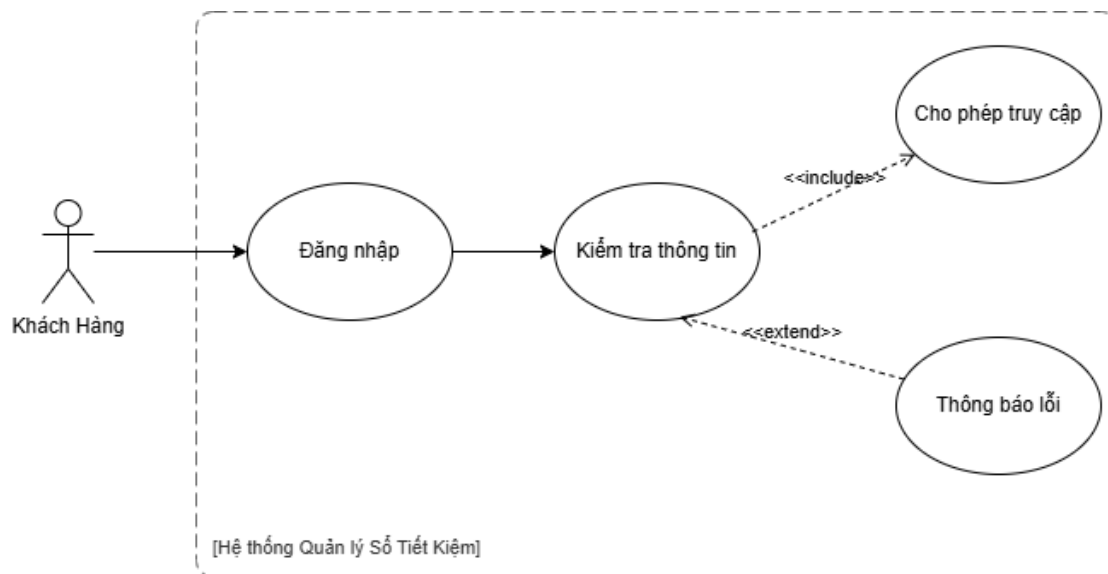 Cho phép truy cập
<<include>>
Đăng nhập
Kiểm tra thông tin
Khách Hàng
<<extend>>
Thông báo lỗi
[Hệ thống Quản lý Sổ Tiết Kiệm]